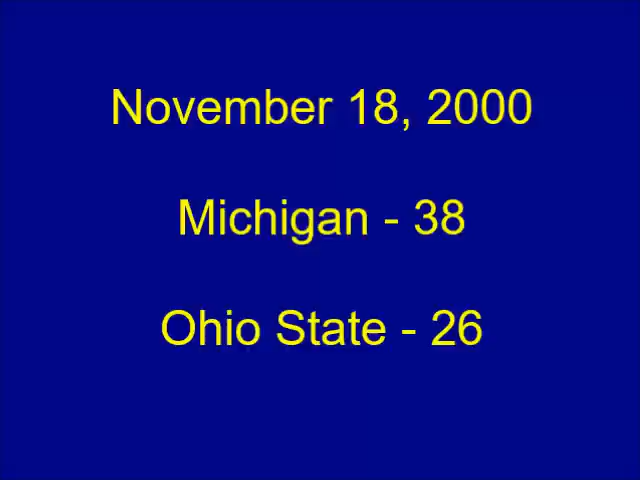 November 18, 2000
Michigan - 38
Ohio State - 26